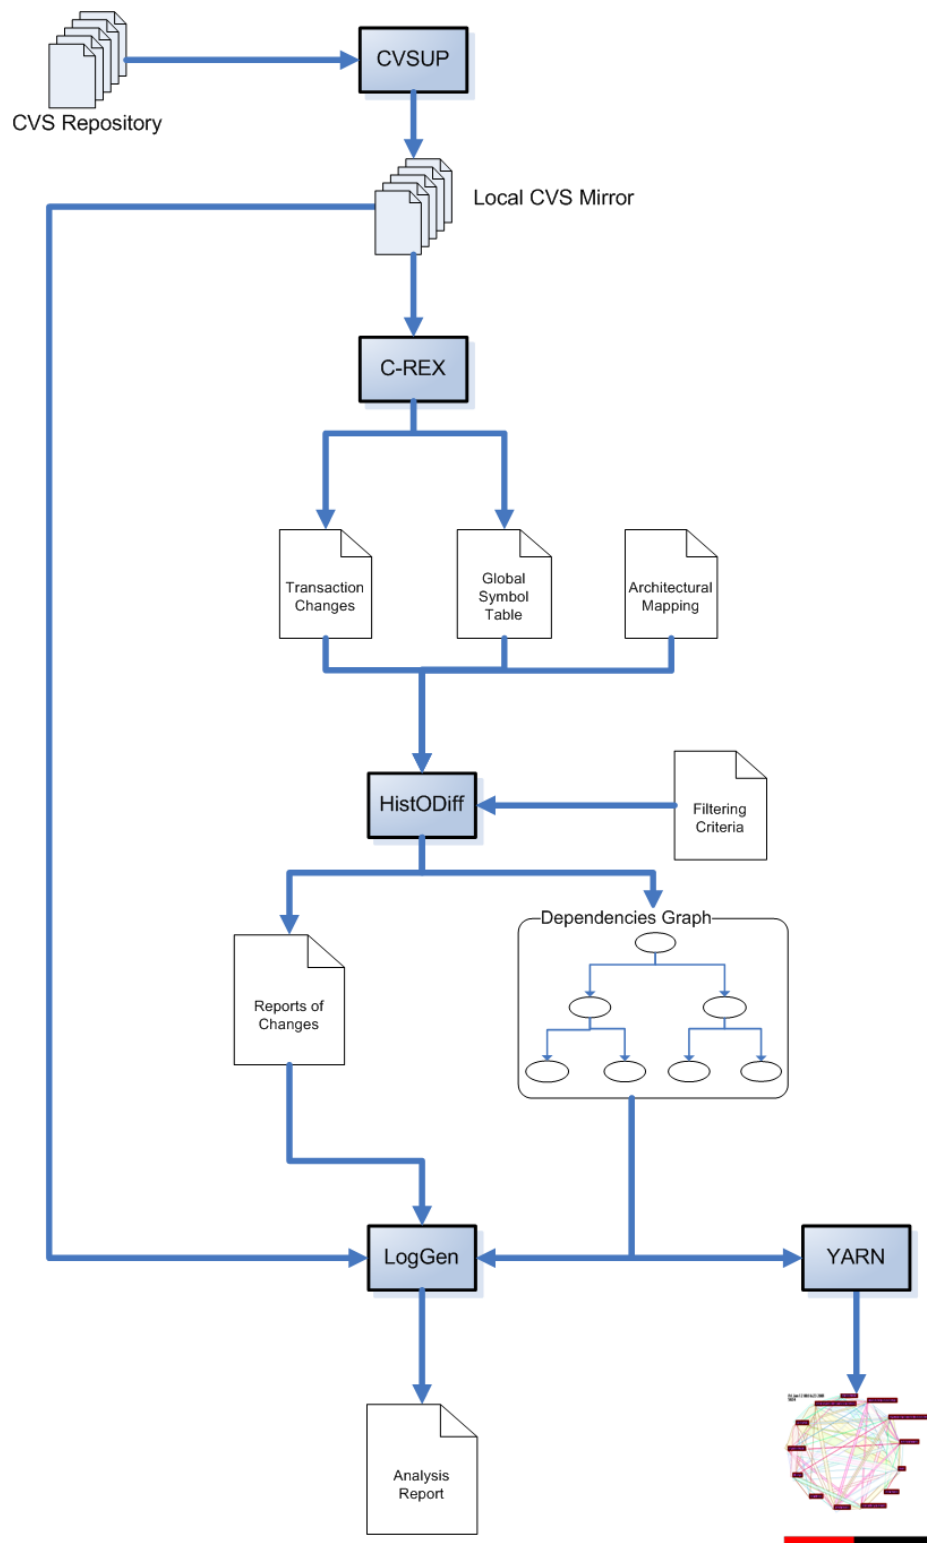 CVSUP
CVS Repository
Local CVS Mirror
C-REX
Transaction
Changes
Global
Symbol
Table
Architectural
Mapping
HistODiff
Filtering
Criteria
Dependencies Graph
Reports of
Changes
LogGen
YARN
Analysis
Report